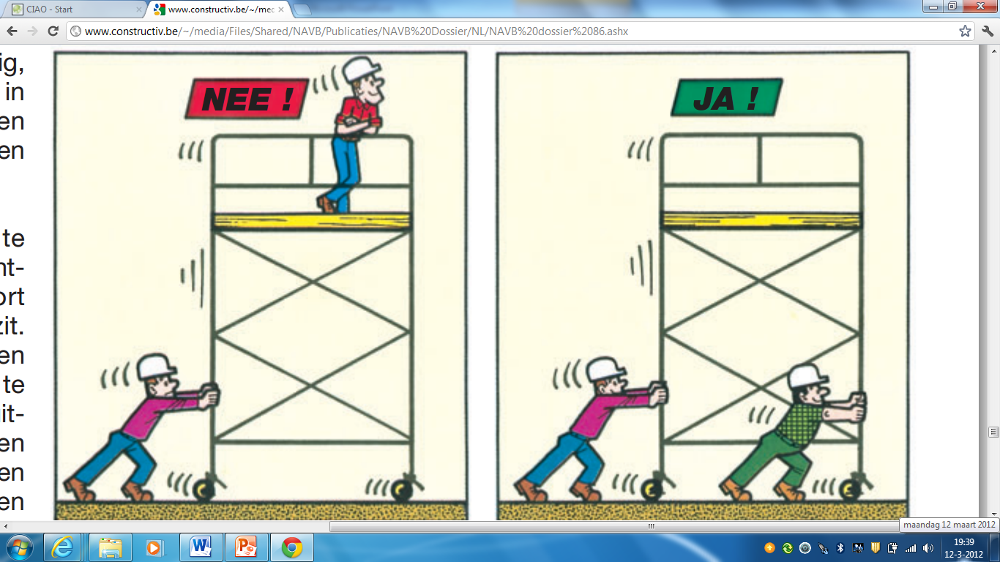 CIAO - Start
www.constructiv.be/~/med
www.constructiv.be/~/media/Files/Shared/NAVB/Publicaties/NAVB%20Dossier/NL/NAVB%20dossier%2086.ashx
ig,
in
en
en
te
nt-
ort
zit.
en
te
uit-
en
en
en
NEE !
JA !
maandag 12 maart 2012
19:39
12-3-2012